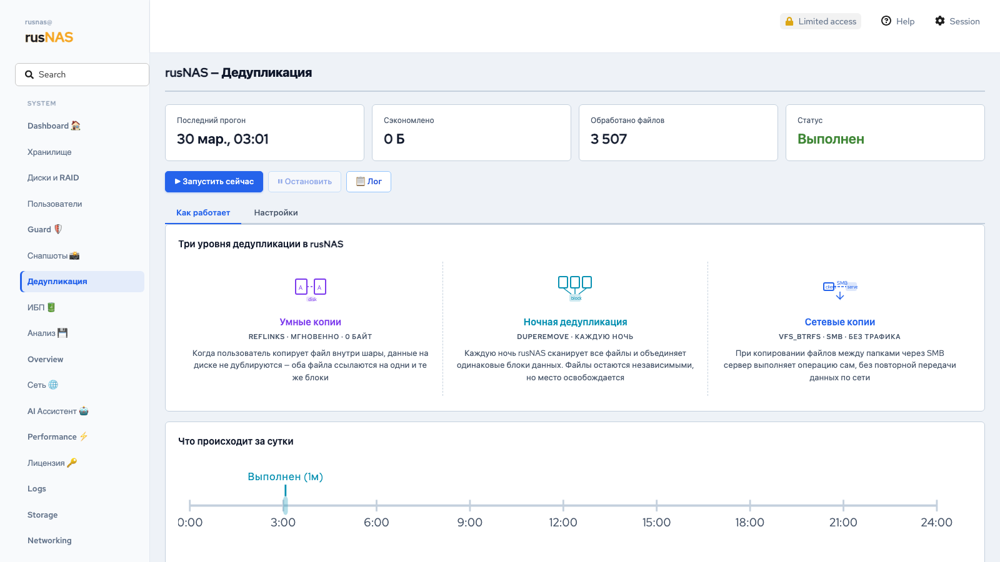 rusnas@
rusNAS
Search
SYSTEM
Dashboard
Хранилище
Диски и RAID
Пользователи
Guard
Снапшоты
Дедупликация
ИБП
Анализ
Overview
Сеть
AI Ассистент
Performance
Лицензия
Logs
Storage
Networking
Limited access
Help
Session
rusNAS – Дедупликация
Последний прогон
30 мар., 03:01
Сэкономлено
0 Б
Обработано файлов
3 507
Статус
Выполнен
Запустить сейчас
Остановить
Лог
Как работает
Настройки
Три уровня дедупликации в rusNAS
A A
disk
Умные копии
REFLINKS · МГНОВЕННО · 0 БАЙТ
Когда пользователь копирует файл внутри шары, данные на
диске не дублируются – оба файла ссылаются на одни и те
же блоки
block
Ночная дедупликация
DUPEREMOVE · КАЖДУЮ НОЧЬ
Каждую ночь rusNAS сканирует все файлы и объединяет
одинаковые блоки данных. Файлы остаются независимыми,
но место освобождается
SMB
Сетевые копии
VFS_BTRFS · SMB · БЕЗ ТРАФИКА
При копировании файлов между папками через SMB
сервер выполняет операцию сам, без повторной передачи
данных по сети
Что происходит за сутки
Выполнен (1м)
0:00 3:00 6:00 9:00 12:00 15:00 18:00 21:00 24:00